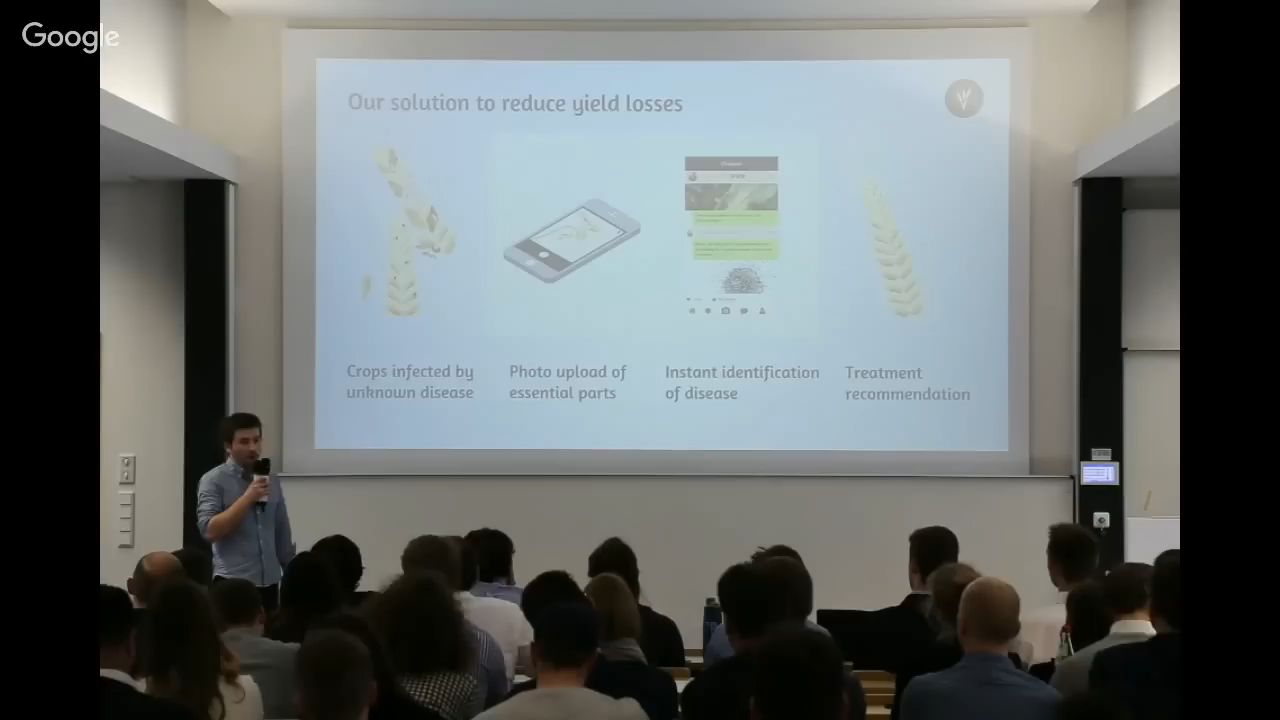 Google
Our solution to reduce yield losses
Crops infected by
unknown disease
Photo upload of
essential parts
Instant identification
of disease
Treatment
recommendation